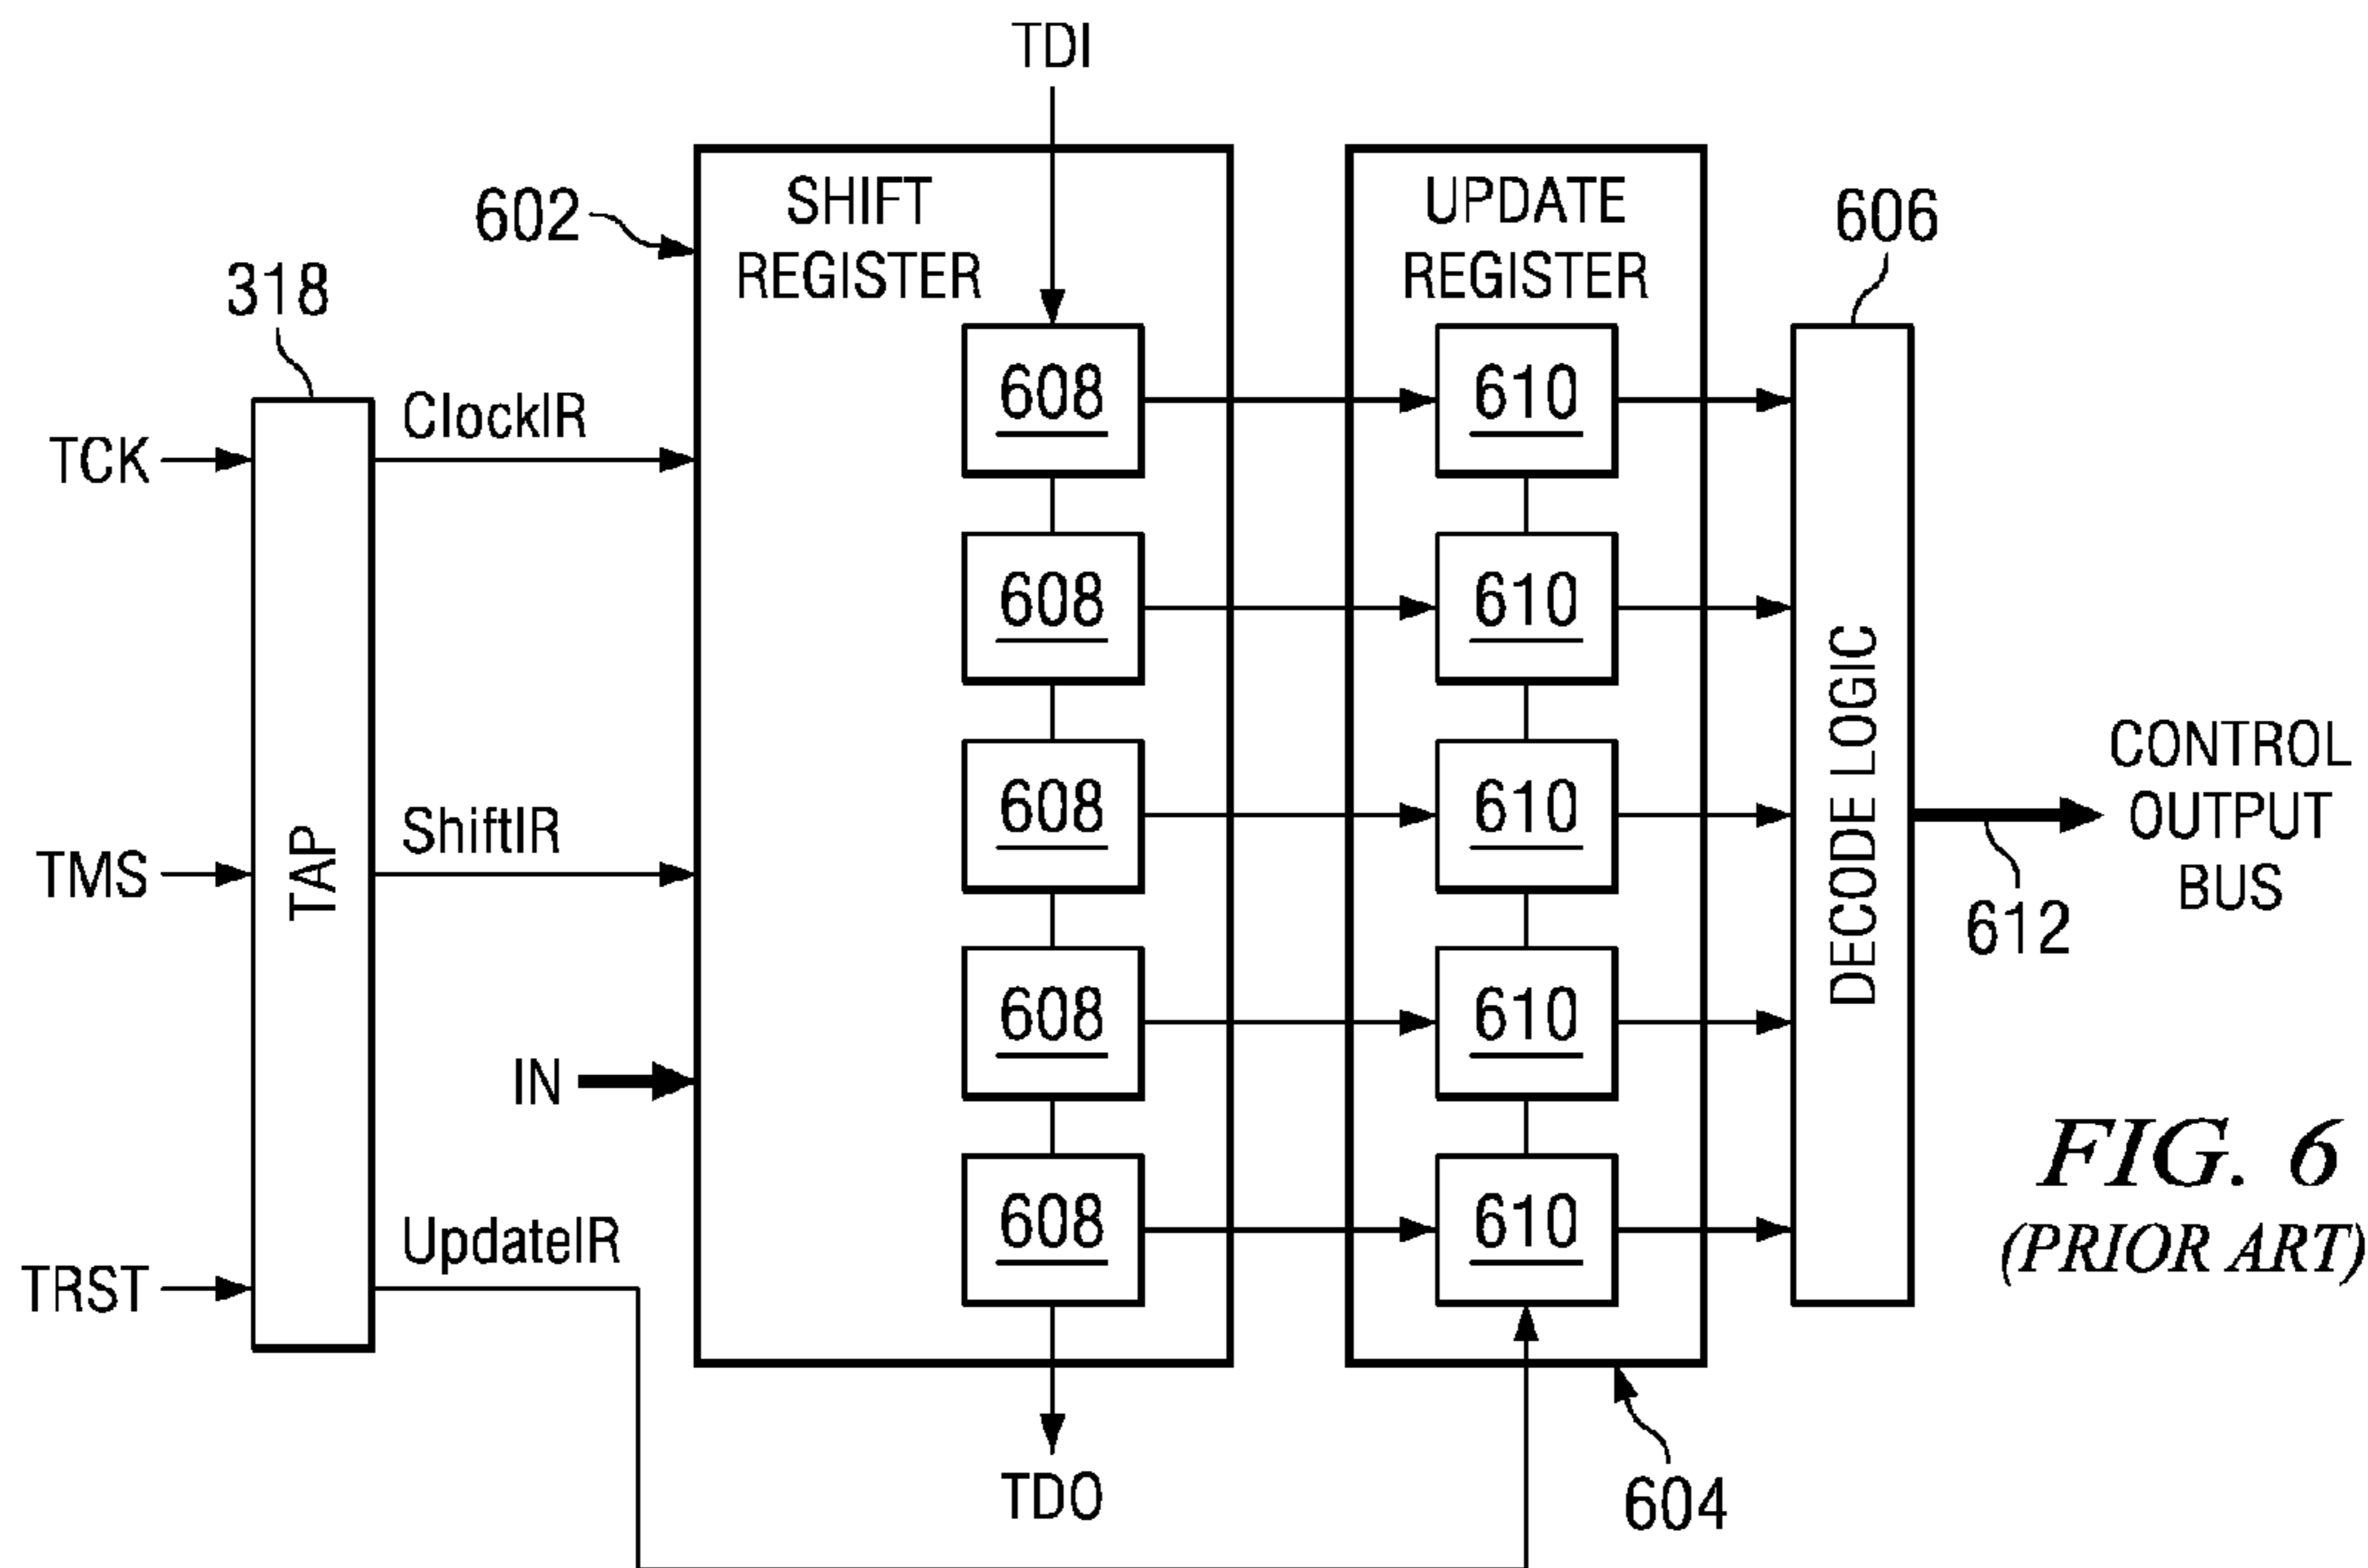 TDI
SHIFT
REGISTER
UPDATE
REGISTER
602
606
318
TCK
ClockIR
608
610
608
610
TMS
ShiftIR
TAP
608
610
DECODE LOGIC
CONTROL
OUTPUT
BUS
612
IN
608
610
TRST
UpdateIR
608
610
TDO
604
FIG. 6
(PRIOR ART)